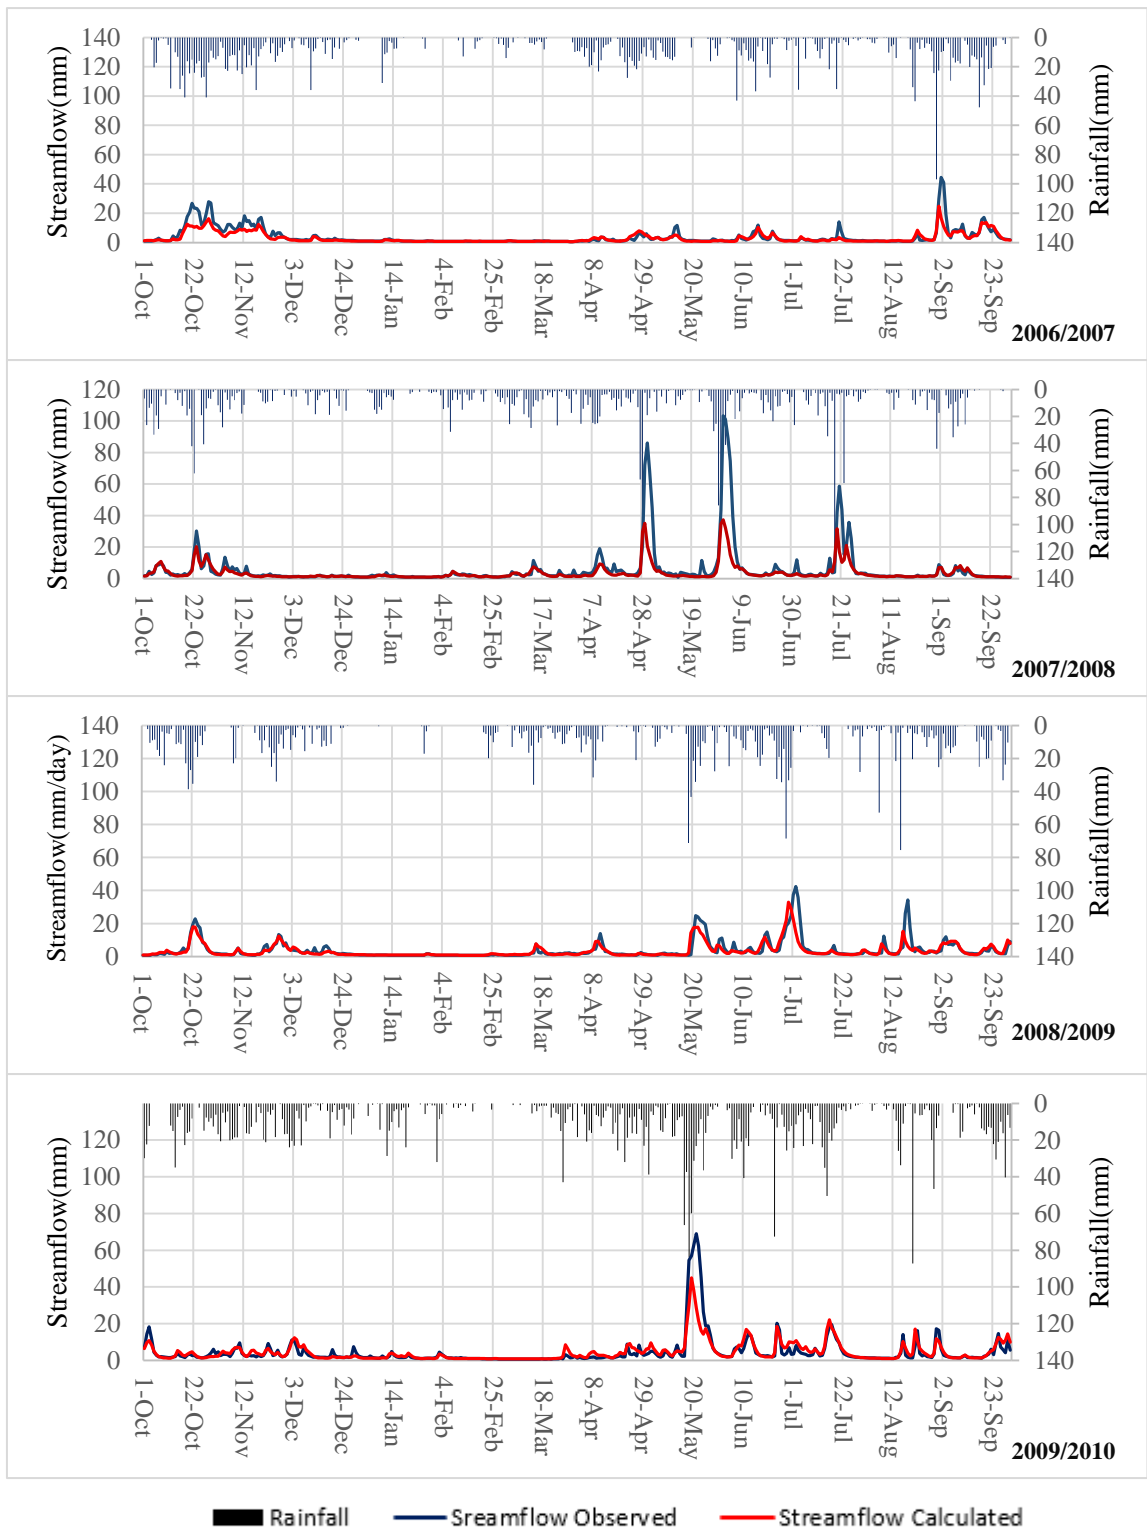 Streamflow(mm)
140
120
100
80
60
40
20
0
0
20
40
60
80
100
120
140
Rainfall(mm)
1-Oct
22-Oct
12-Nov
3-Dec
24-Dec
14-Jan
4-Feb
25-Feb
18-Mar
8-Apr
29-Apr
20-May
10-Jun
1-Jul
22-Jul
12-Aug
2-Sep
23-Sep
2006/2007
Streamflow(mm)
120
100
80
60
40
20
0
0
20
40
60
80
100
120
140
Rainfall(mm)
1-Oct
22-Oct
12-Nov
3-Dec
24-Dec
14-Jan
4-Feb
25-Feb
17-Mar
7-Apr
28-Apr
19-May
9-Jun
30-Jun
21-Jul
11-Aug
1-Sep
22-Sep
2007/2008
Streamflow(mm/day)
140
120
100
80
60
40
20
0
0
20
40
60
80
100
120
140
Rainfall(mm)
1-Oct
22-Oct
12-Nov
3-Dec
24-Dec
14-Jan
4-Feb
25-Feb
18-Mar
8-Apr
29-Apr
20-May
10-Jun
1-Jul
22-Jul
12-Aug
2-Sep
23-Sep
2008/2009
Streamflow(mm)
120
100
80
60
40
20
0
0
20
40
60
80
100
120
140
Rainfall(mm)
1-Oct
22-Oct
12-Nov
3-Dec
24-Dec
14-Jan
4-Feb
25-Feb
18-Mar
8-Apr
29-Apr
20-May
10-Jun
1-Jul
22-Jul
12-Aug
2-Sep
23-Sep
2009/2010
Rainfall Sreamflow Observed Streamflow Calculated